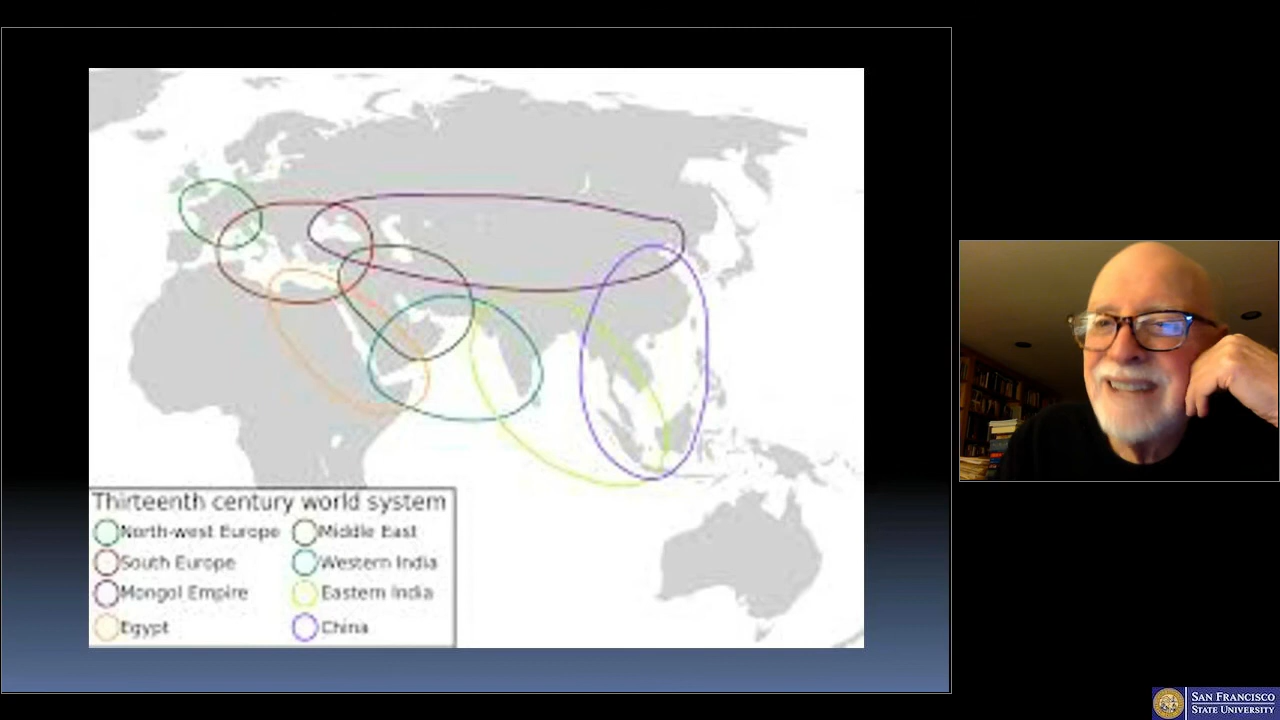 Thirteenth century world system
North-west Europe
Middle East
South Europe
Western India
Mongol Empire
Eastern India
Egypt
China
SAN FRANCISCO
STATE UNIVERSITY